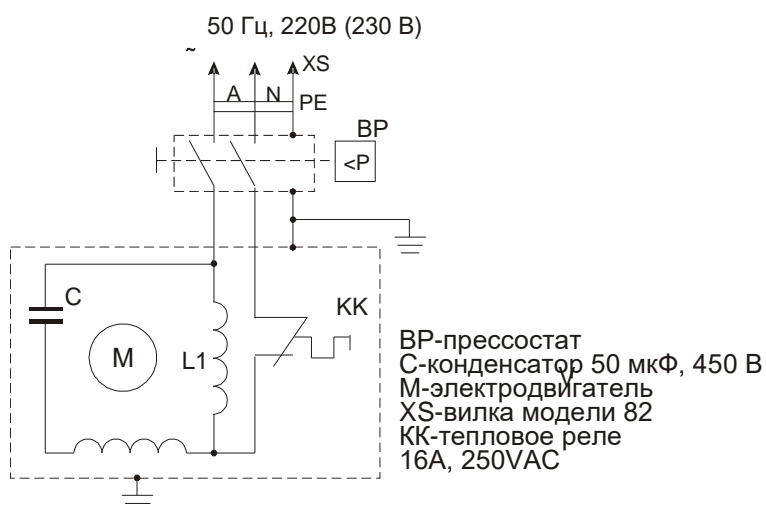 50 Гц, 220В (230 В)
~
XS
A
N
PE
BP
<P
C
KK
M
L1
ВР-прессостат
С-конденсатор 50 мкФ, 450 В
V
М-электродвигатель
XS-вилка модели 82
КК-тепловое реле
16А, 250VAC